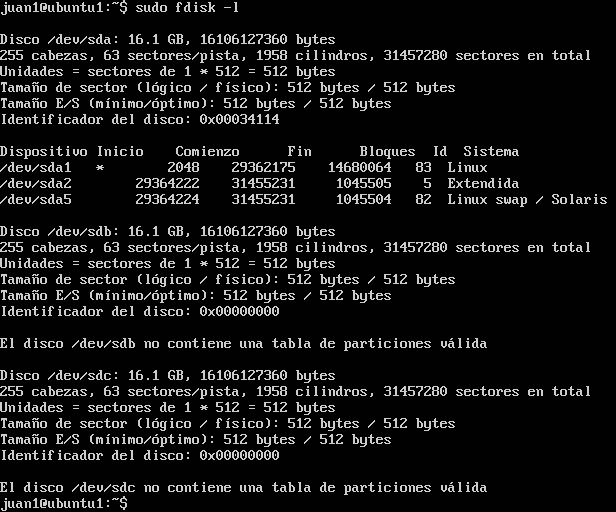 juan1@ubuntu1:~$ sudo fdisk -l
Disco /dev/sda: 16.1 GB, 16106127360 bytes
255 cabezas, 63 sectores/pista, 1958 cilindros, 31457280 sectores en total
Unidades = sectores de 1 * 512 = 512 bytes
Tamaño de sector (lógico / físico): 512 bytes / 512 bytes
Tamaño E/S (mínimo/óptimo): 512 bytes / 512 bytes
Identificador del disco: 0x00034114
Dispositivo Inicio    Comienzo      Fin      Bloques  Id  Sistema
/dev/sda1   *        2048    29362175    14680064   83  Linux
/dev/sda2        29364222    31455231     1045505    5  Extendida
/dev/sda5        29364224    31455231     1045504   82  Linux swap / Solaris
Disco /dev/sdb: 16.1 GB, 16106127360 bytes
255 cabezas, 63 sectores/pista, 1958 cilindros, 31457280 sectores en total
Unidades = sectores de 1 * 512 = 512 bytes
Tamaño de sector (lógico / físico): 512 bytes / 512 bytes
Tamaño E/S (mínimo/óptimo): 512 bytes / 512 bytes
Identificador del disco: 0x00000000
El disco /dev/sdb no contiene una tabla de particiones válida
Disco /dev/sdc: 16.1 GB, 16106127360 bytes
255 cabezas, 63 sectores/pista, 1958 cilindros, 31457280 sectores en total
Unidades = sectores de 1 * 512 = 512 bytes
Tamaño de sector (lógico / físico): 512 bytes / 512 bytes
Tamaño E/S (mínimo/óptimo): 512 bytes / 512 bytes
Identificador del disco: 0x00000000
El disco /dev/sdc no contiene una tabla de particiones válida
juan1@ubuntu1:~$